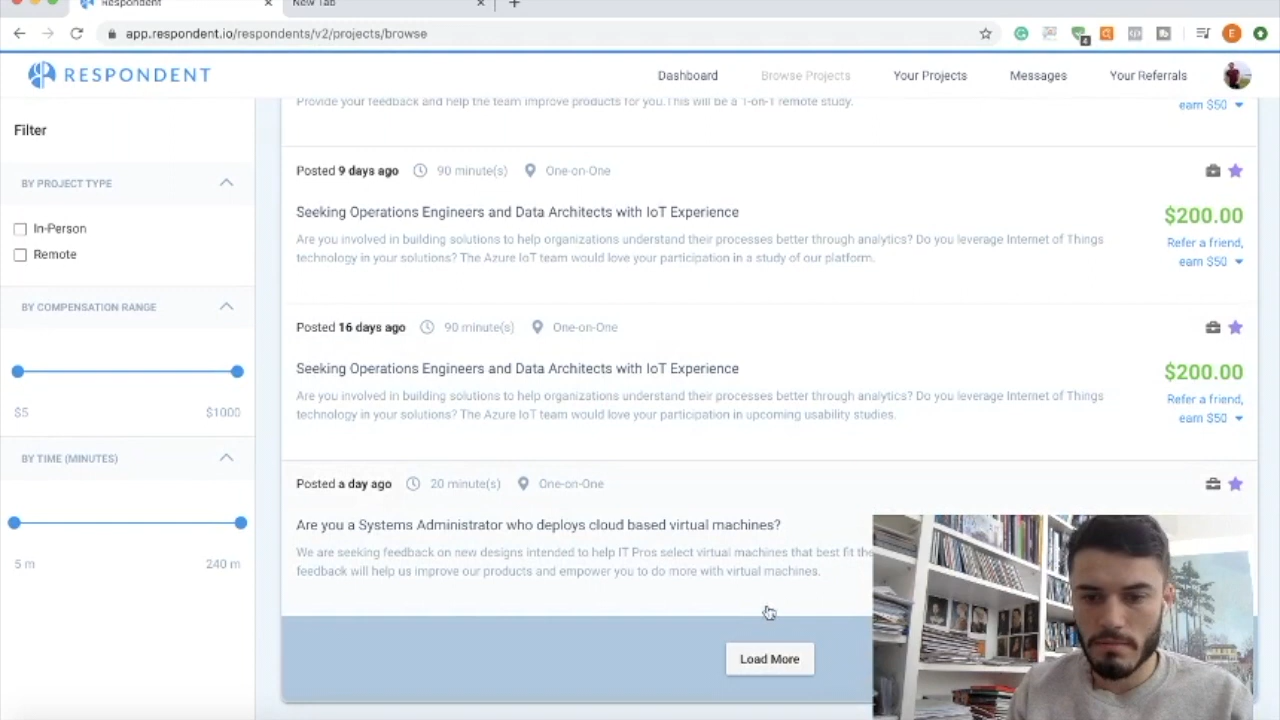 Respondent
New Tab
app.respondent.io/respondents/v2/projects/browse
4
E
RESPONDENT
Dashboard
Browse Projects
Your Projects
Messages
Your Referrals
Filter
BY PROJECT TYPE
In-Person
Remote
BY COMPENSATION RANGE
$5
$1000
BY TIME (MINUTES)
5 m
240 m
Provide your feedback and help the team improve products for you.This will be a 1-on-1 remote study.
earn $50
Posted 9 days ago 90 minute(s) One-on-One
Seeking Operations Engineers and Data Architects with IoT Experience
$200.00
Are you involved in building solutions to help organizations understand their processes better through analytics? Do you leverage Internet of Things
technology in your solutions? The Azure IoT team would love your participation in a study of our platform.
Refer a friend,
earn $50
Posted 16 days ago 90 minute(s) One-on-One
Seeking Operations Engineers and Data Architects with IoT Experience
$200.00
Are you involved in building solutions to help organizations understand their processes better through analytics? Do you leverage Internet of Things
technology in your solutions? The Azure IoT team would love your participation in upcoming usability studies.
Refer a friend,
earn $50
Posted a day ago 20 minute(s) One-on-One
Are you a Systems Administrator who deploys cloud based virtual machines?
We are seeking feedback on new designs intended to help IT Pros select virtual machines that best fit
feedback will help us improve our products and empower you to do more with virtual machines.
Load More